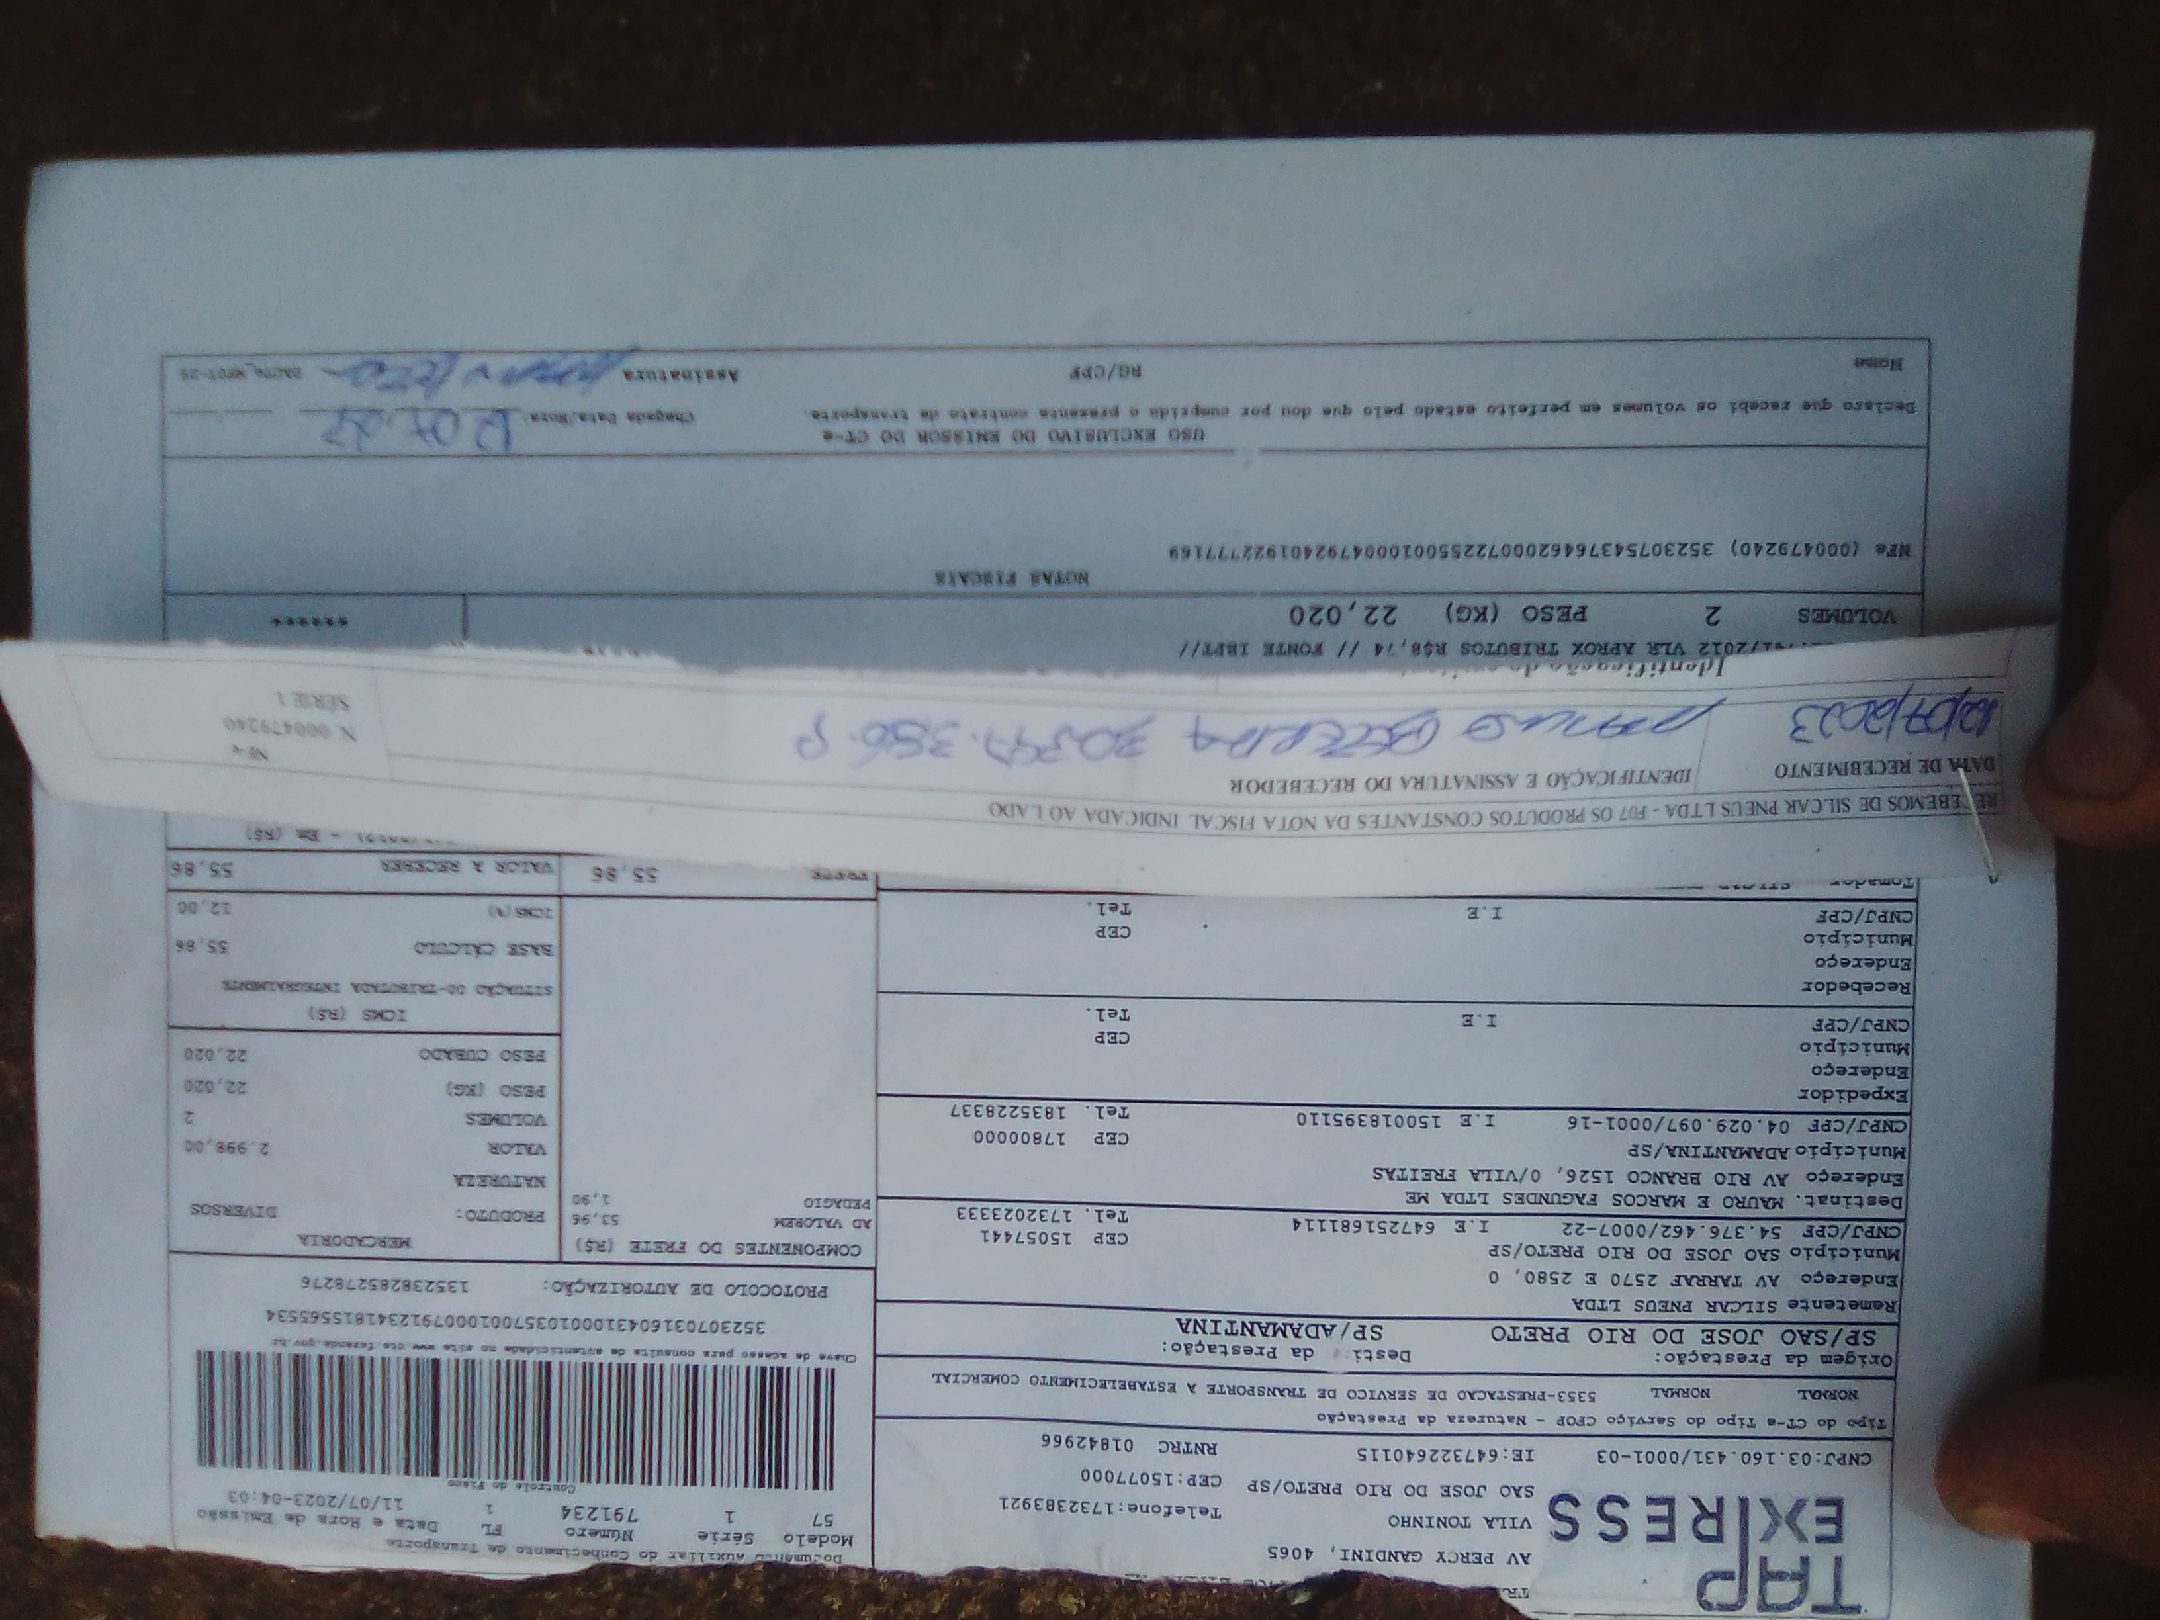 TAP
EXPRESS
AV PERCY GANDINI, 4065
VILA TONINHO Telefone:1732383921
SAO JOSE DO RIO PRETO/SP CEP:15077000
CNPJ:03.160.431/0001-03 IE:647322640115 RNTRC 01842966
Documento Auxiliar do Conhecimento de Transporte
Modelo Série Número FL Data e Hora de Emissão
57 1 791234 1 11/07/2023-04:03
Controle do Fisco
Chave de acesso para consulta de autenticidade no site www.cte.fazenda.gov.br
35230703160431000103570010007912341815565534
PROTOCOLO DE AUTORIZAÇÃO: 135238285278276
Tipo do CT-e Tipo do Serviço CFOP - Natureza da Prestação
NORMAL NORMAL 5353-PRESTACAO DE SERVICO DE TRANSPORTE A ESTABELECIMENTO COMERCIAL
Origem da Prestação: Desti da Prestação:
SP/SAO JOSE DO RIO PRETO SP/ADAMANTINA
Remetente SILCAR PNEUS LTDA
Endereço AV TARRAF 2570 E 2580, 0
Município SAO JOSE DO RIO PRETO/SP CEP 15057441
CNPJ/CPF 54.376.462/0007-22 I.E 647251681114 Tel. 1732023333
Destinat. MAURO E MARCOS FAGUNDES LTDA ME
Endereço AV RIO BRANCO 1526, 0/VILA FREITAS
Município ADAMANTINA/SP CEP 17800000
CNPJ/CPF 04.029.097/0001-16 I.E 150018395110 Tel. 1835228337
Expedidor
Endereço
Município CEP
CNPJ/CPF I.E Tel.
Recebedor
Endereço
Município CEP
CNPJ/CPF I.E Tel.
Tomador
COMPONENTES DO FRETE (R$)
AD VALOREM 53,96
PEDAGIO 1,90
FRETE 55,86
MERCADORIA
PRODUTO: DIVERSOS
NATUREZA
VALOR 2.998,00
VOLUMES 2
PESO (KG) 22,020
PESO CUBADO 22,020
ICMS (R$)
SITUAÇÃO 00-TRIBUTADA INTEGRALMENTE
BASE CÁLCULO 55,86
ICMS(%) 12,00
VALOR A RECEBER 55,86
- Em (R$)
RECEBEMOS DE SILCAR PNEUS LTDA - F07 OS PRODUTOS CONSTANTES DA NOTA FISCAL INDICADA AO LADO
DATA DE RECEBIMENTO IDENTIFICAÇÃO E ASSINATURA DO RECEBEDOR
12/07/2023
NF-e
N. 000479240
SÉRIE 1
/2012 VLR APROX TRIBUTOS R$8,74 // FONTE IBPT//
VOLUMES 2 PESO (KG) 22,020 *****
NOTAS FISCAIS
NFe (000479240) 35230754376462000722550010004792401922777169
USO EXCLUSIVO DO EMISSOR DO CT-e
Declaro que recebi os volumes em perfeito estado pelo que dou por cumprido o presente contrato de transporte.
Chegada Data/Hora:
Nome RG/CPF Assinatura